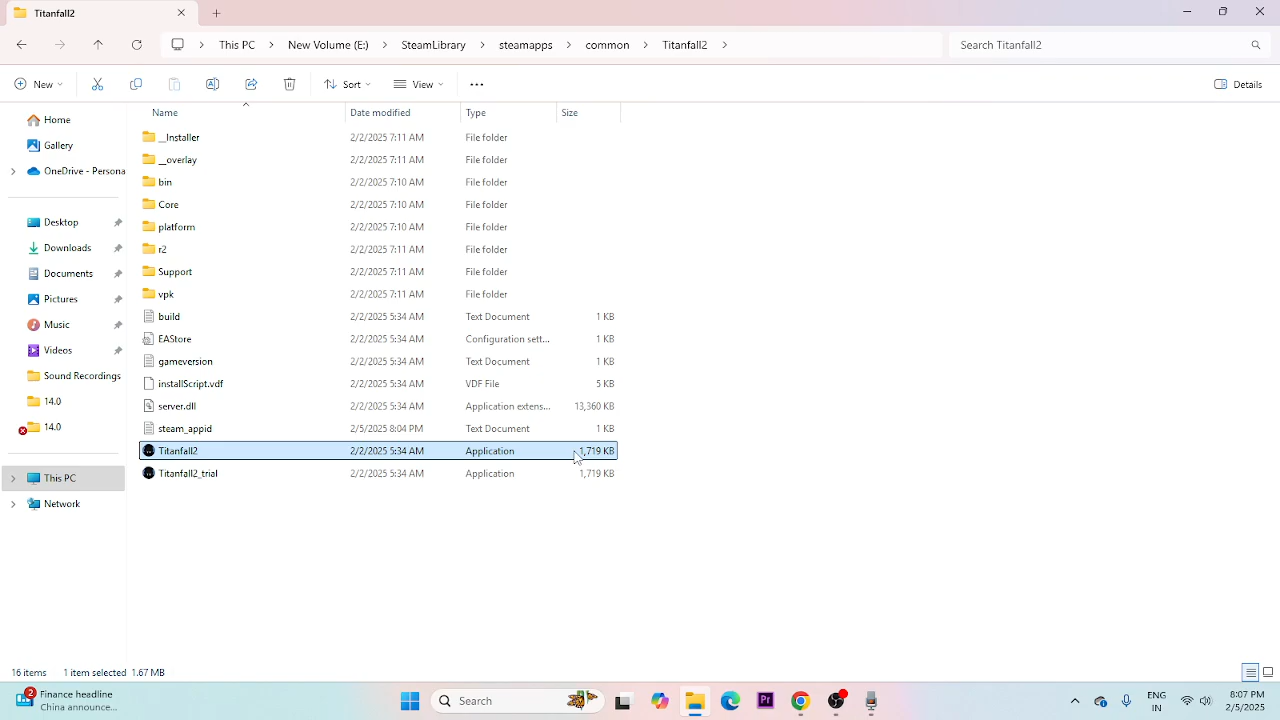 Titanfall2
This PC > New Volume (E:) > SteamLibrary > steamapps > common > Titanfall2 >
Search Titanfall2
New
Sort
View
Details
Name Date modified Type Size
__Installer 2/2/2025 7:11 AM File folder
__overlay 2/2/2025 7:11 AM File folder
bin 2/2/2025 7:10 AM File folder
Core 2/2/2025 7:10 AM File folder
platform 2/2/2025 7:10 AM File folder
r2 2/2/2025 7:11 AM File folder
Support 2/2/2025 7:11 AM File folder
vpk 2/2/2025 7:11 AM File folder
build 2/2/2025 5:34 AM Text Document 1 KB
EAStore 2/2/2025 5:34 AM Configuration sett... 1 KB
gameversion 2/2/2025 5:34 AM Text Document 1 KB
installScript.vdf 2/2/2025 5:34 AM VDF File 5 KB
server.dll 2/2/2025 5:34 AM Application extens... 13,360 KB
steam_appid 2/5/2025 8:04 PM Text Document 1 KB
Titanfall2 2/2/2025 5:34 AM Application 1,719 KB
Titanfall2_trial 2/2/2025 5:34 AM Application 1,719 KB
Home
Gallery
OneDrive - Persona
Desktop
Downloads
Documents
Pictures
Music
Videos
Sound Recordings
14.0
14.0
This PC
Network
16 items 1 item selected 1.67 MB
2
Finance headline
China announce...
Search
Pr
ENG
IN
8:07 PM
2/5/2025